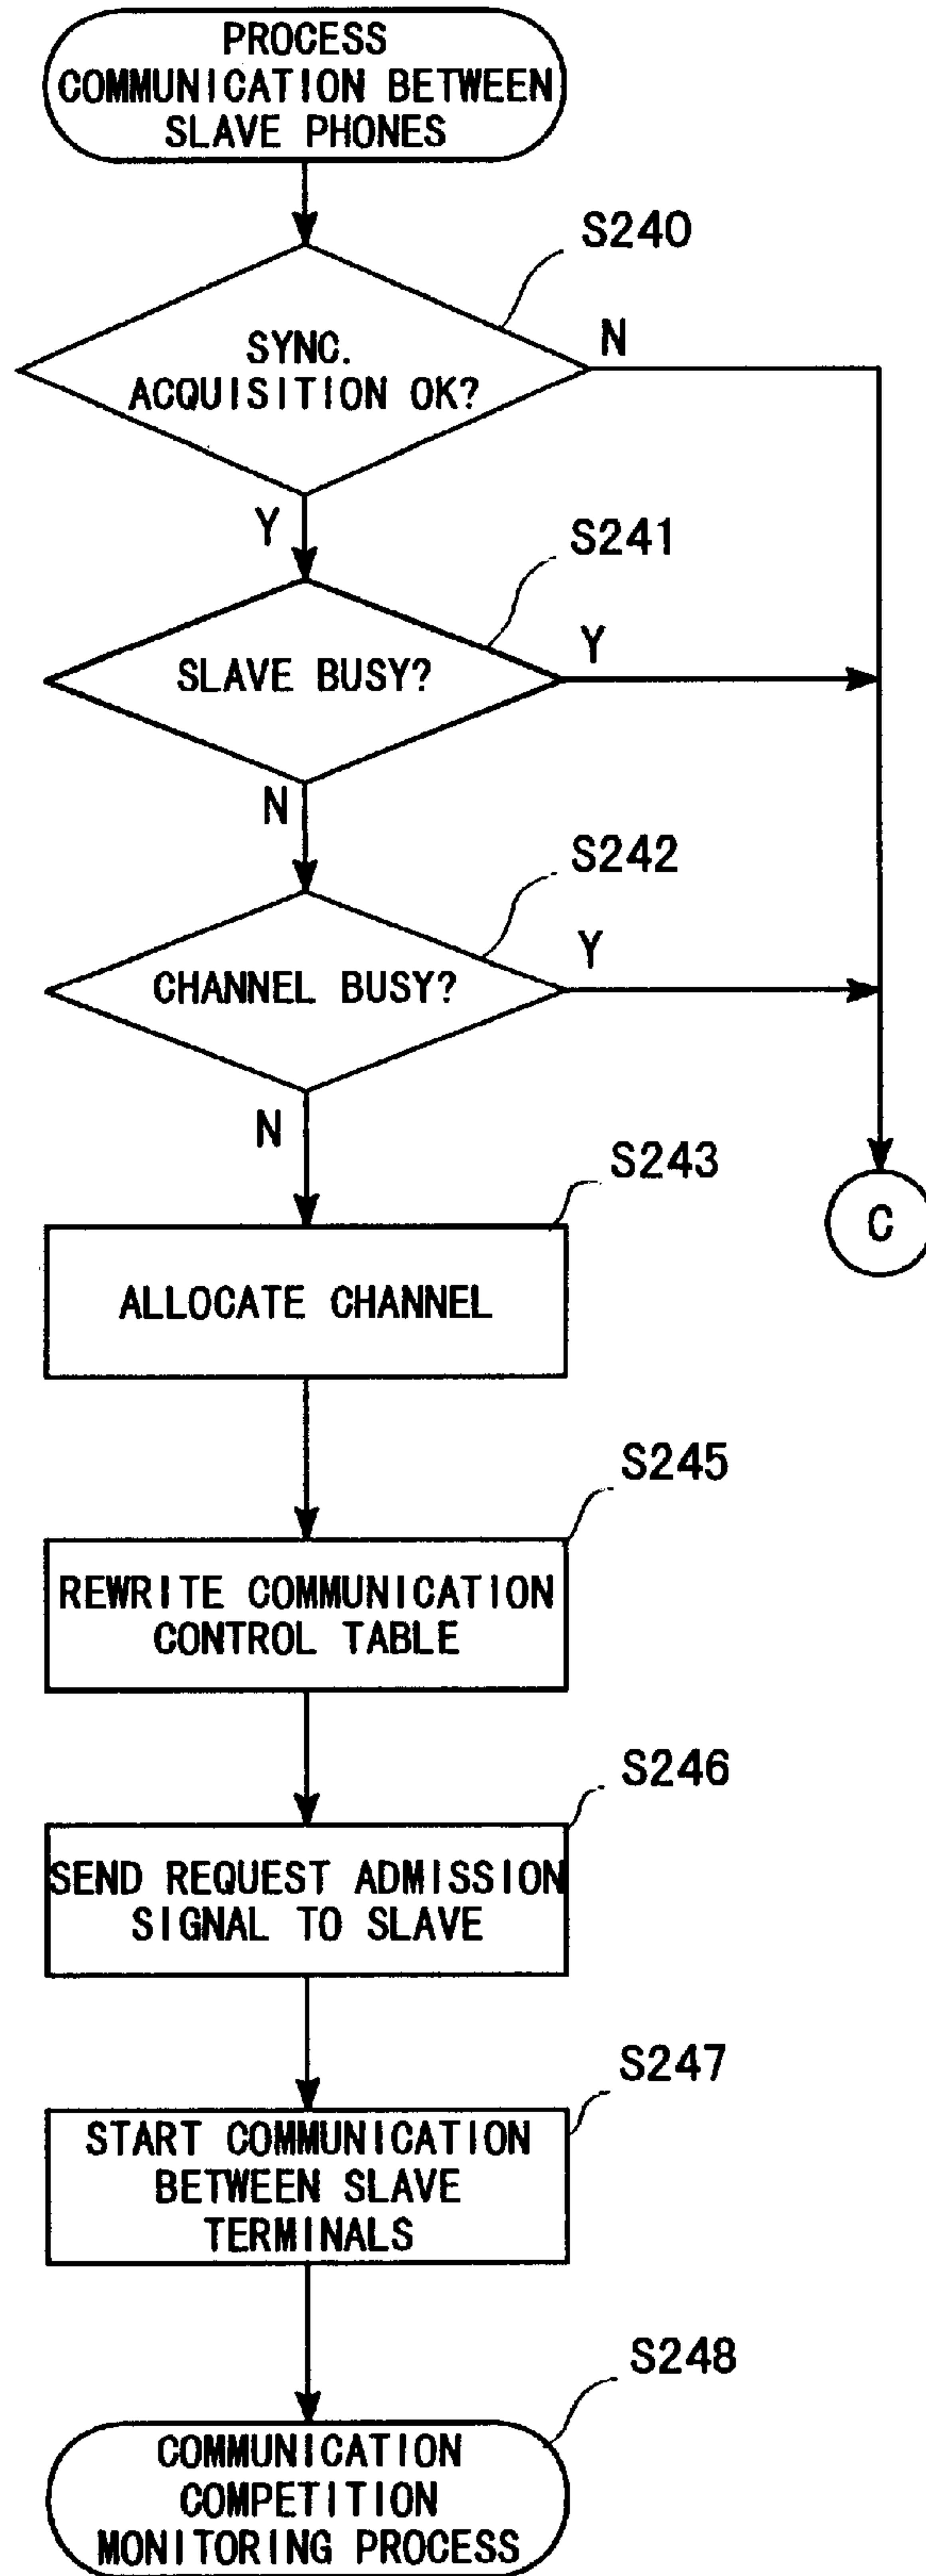 PROCESS
COMMUNICATION BETWEEN
SLAVE PHONES
S240
SYNC.
ACQUISITION OK?
N
Y
S241
SLAVE BUSY?
Y
N
S242
CHANNEL BUSY?
Y
N
S243
ALLOCATE CHANNEL
C
S245
REWRITE COMMUNICATION
CONTROL TABLE
S246
SEND REQUEST ADMISSION
SIGNAL TO SLAVE
S247
START COMMUNICATION
BETWEEN SLAVE
TERMINALS
S248
COMMUNICATION
COMPETITION
MONITORING PROCESS